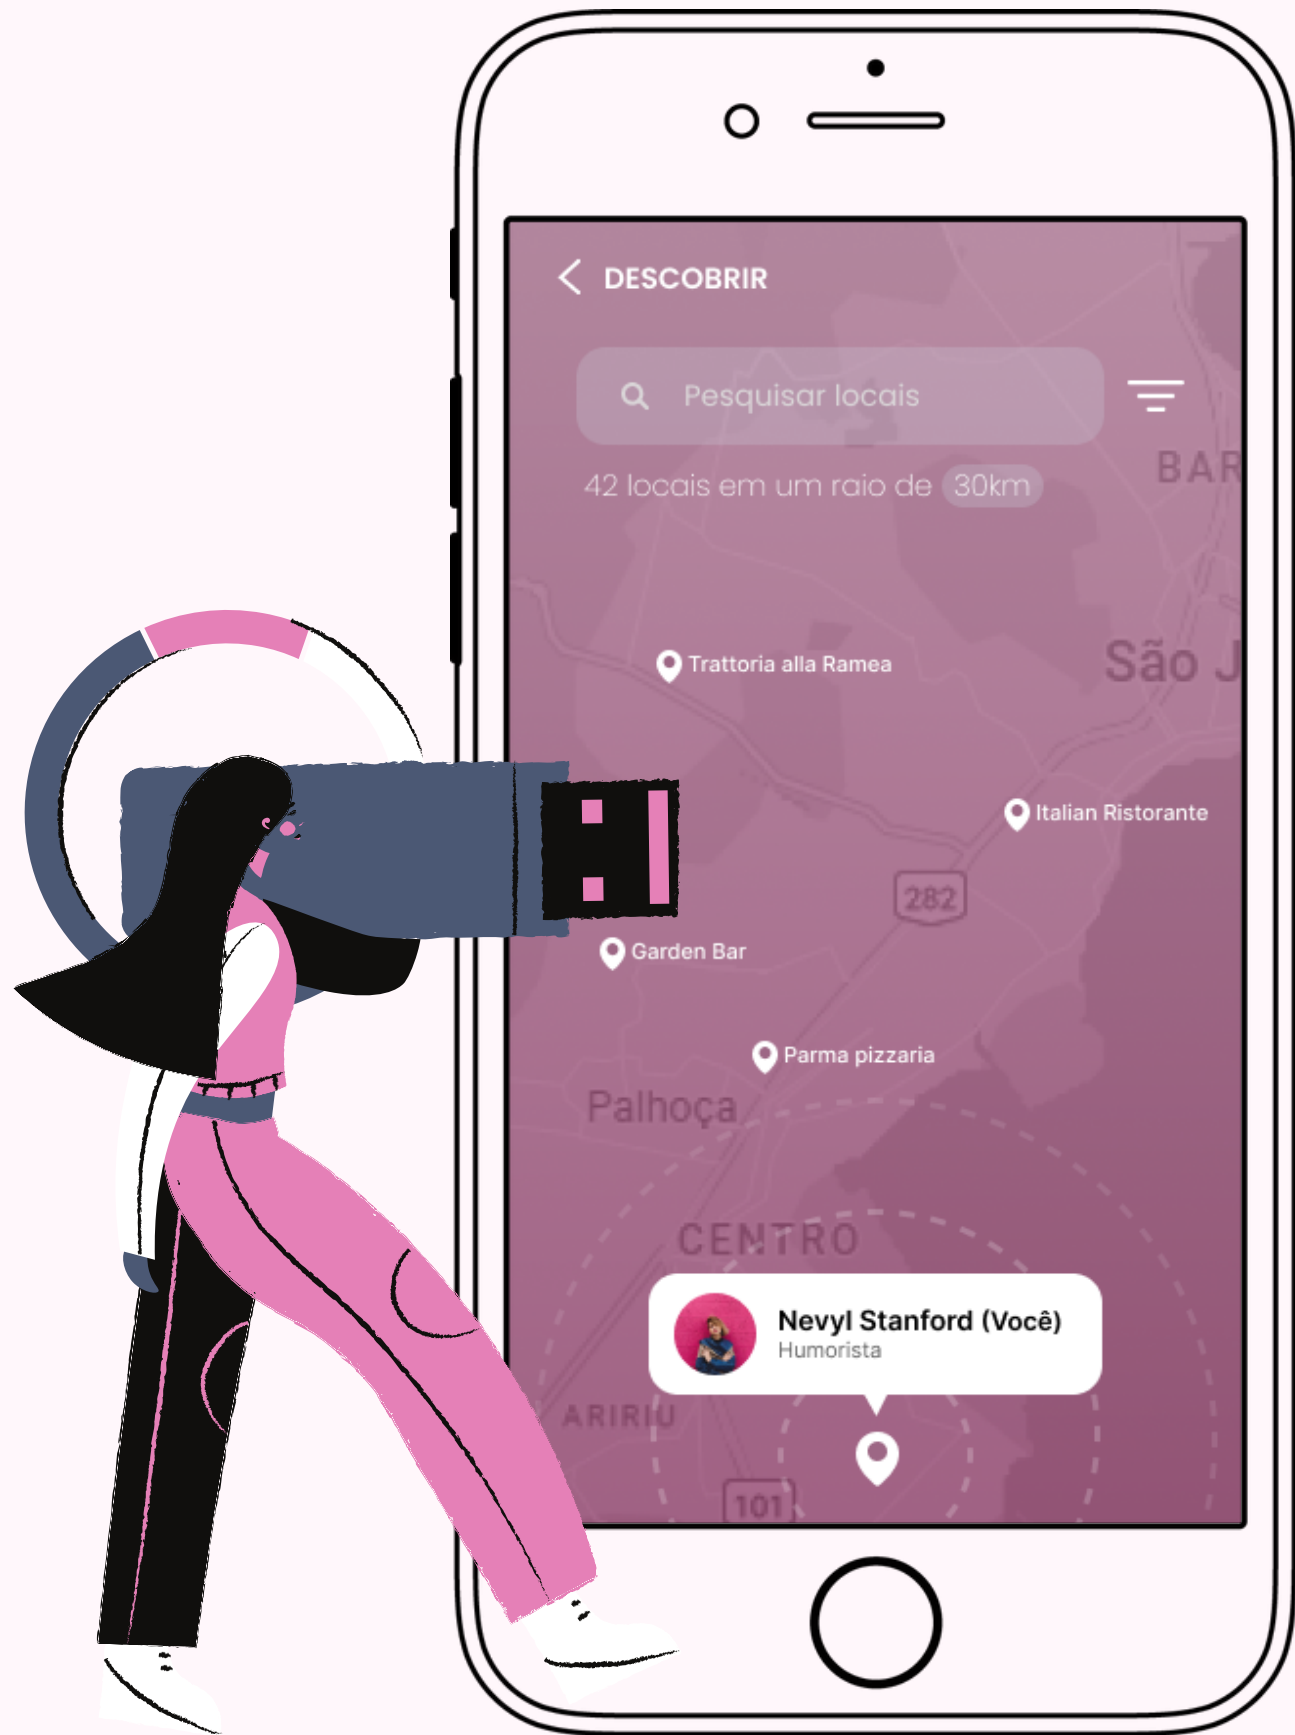 DESCOBRIR
Pesquisar locais
42 locais em um raio de 30km
BAR
São J
Trattoria alla Ramea
Italian Ristorante
282
Garden Bar
Parma pizzaria
Palhoça
CENTRO
Nevyl Stanford (Você)
Humorista
ARIRIU
101